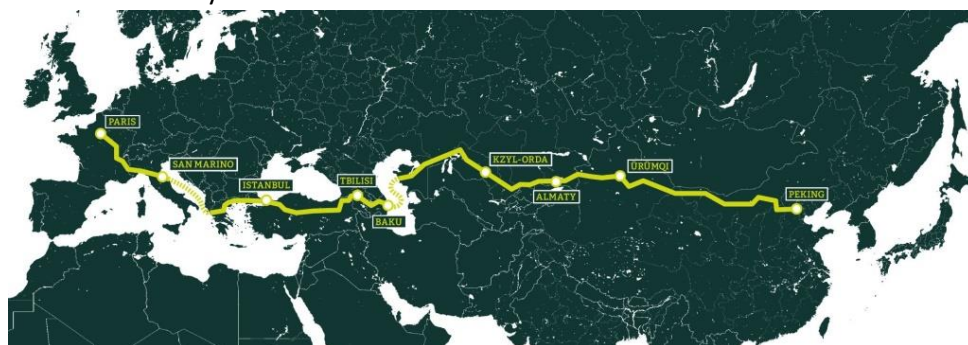 PARIS
SAN MARINO
ISTANBUL
TBILISI
BAKU
KZYL-ORDA
ALMATY
ÜRÜMQI
PEKING